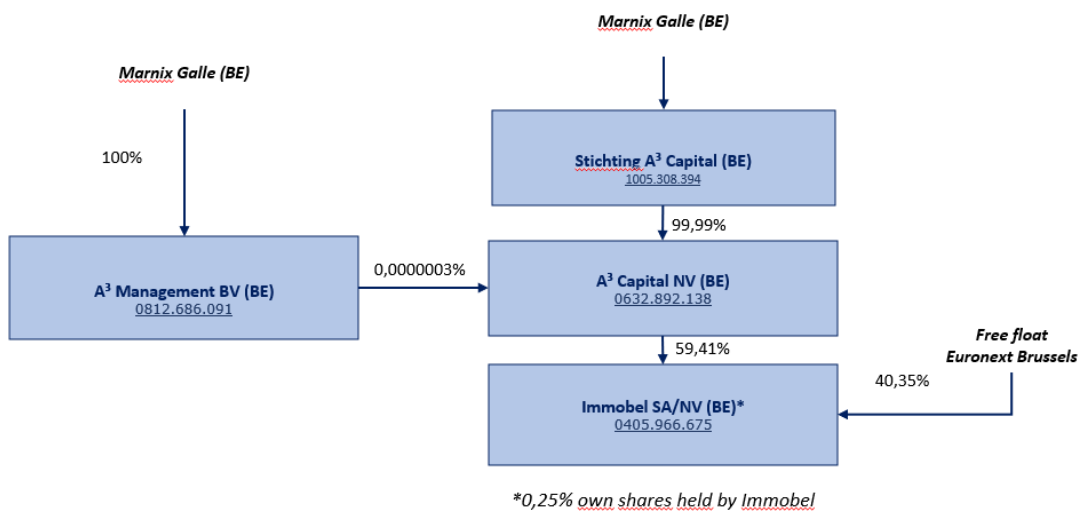 Marnix Galle (BE)
Marnix Galle (BE)
100%
Stichting A³ Capital (BE)
1005.308.394
99,99%
A³ Management BV (BE)
0812.686.091
0,0000003%
A³ Capital NV (BE)
0632.892.138
59,41%
Free float
Euronext Brussels
40,35%
Immobel SA/NV (BE)*
0405.966.675
*0,25% own shares held by Immobel